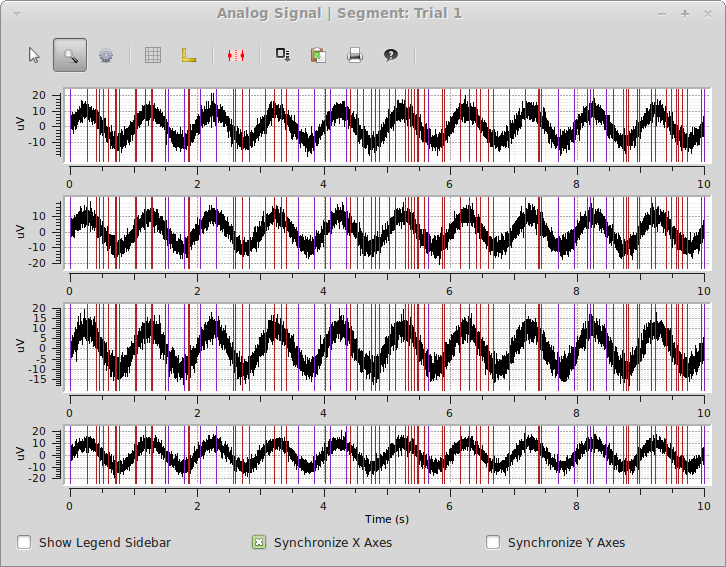 Analog Signal | Segment: Trial 1
uV
20
10
0
-10
0 2 4 6 8 10
uV
10
0
-10
-20
0 2 4 6 8 10
uV
20
15
10
5
0
-5
-10
-15
0 2 4 6 8 10
uV
20
10
0
-10
-20
0 2 4 6 8 10
Time (s)
Show Legend Sidebar Synchronize X Axes Synchronize Y Axes